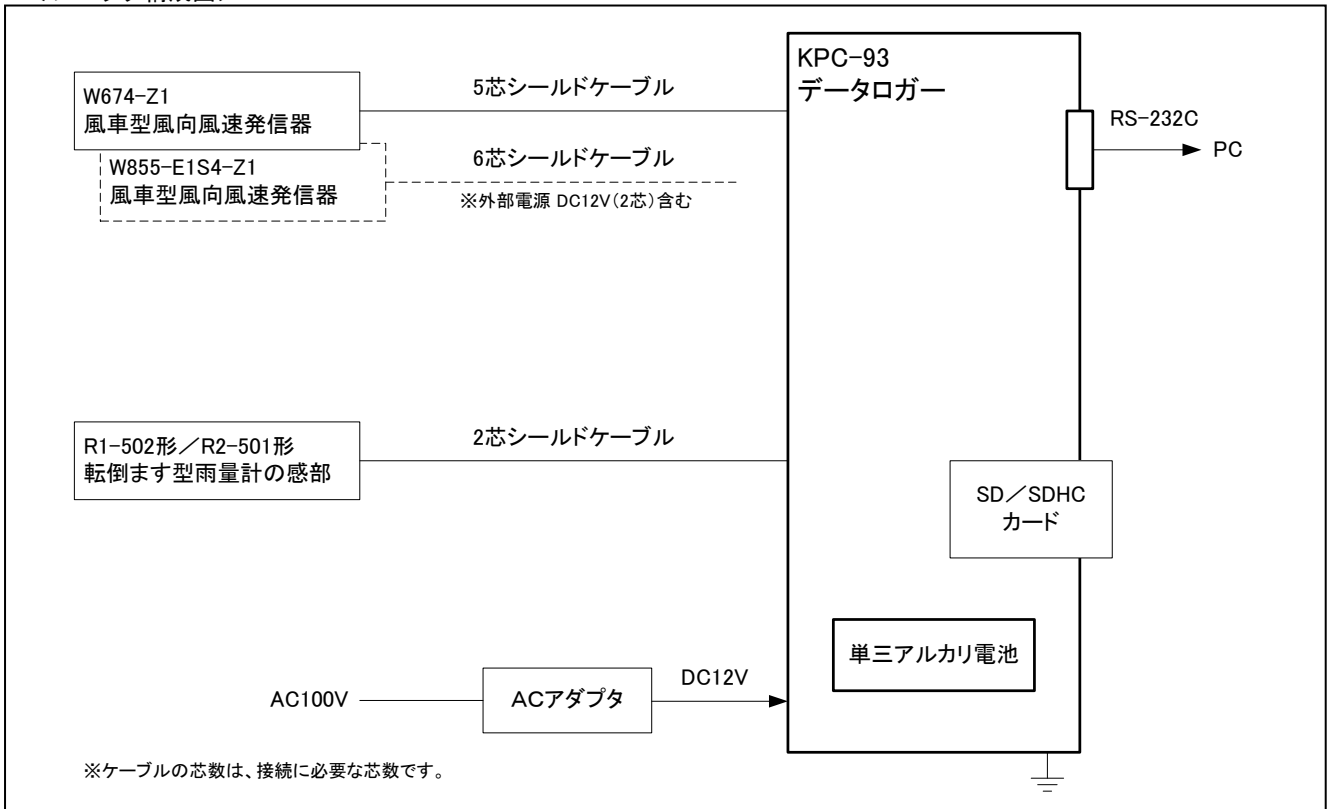 KPC-93
データロガー
W674-Z1
風車型風向風速発信器
5芯シールドケーブル
RS-232C
PC
W855-E1S4-Z1
風車型風向風速発信器
6芯シールドケーブル
※外部電源 DC12V(2芯)含む
R1-502形／R2-501形
転倒ます型雨量計の感部
2芯シールドケーブル
SD／SDHC
カード
単三アルカリ電池
AC100V
ACアダプタ
DC12V
※ケーブルの芯数は、接続に必要な芯数です。